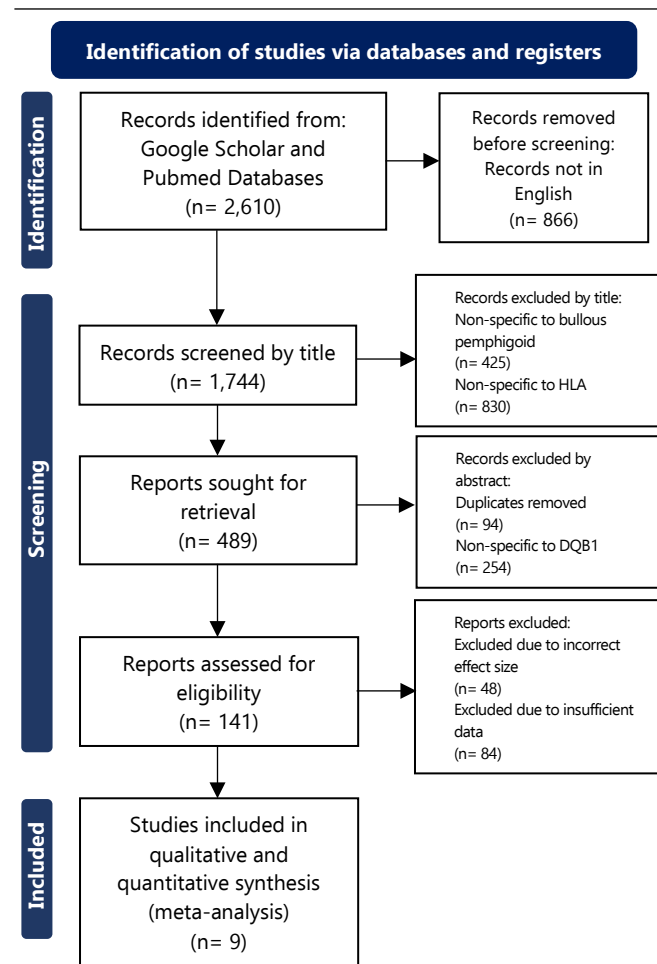 Identification of studies via databases and registers
Identification
Records identified from:
Google Scholar and
Pubmed Databases
(n= 2,610)
Records removed
before screening:
Records not in
English
(n= 866)
Screening
Records screened by title
(n= 1,744)
Records excluded by title:
Non-specific to bullous
pemphigoid
(n= 425)
Non-specific to HLA
(n= 830)
Reports sought for
retrieval
(n= 489)
Records excluded by
abstract:
Duplicates removed
(n= 94)
Non-specific to DQB1
(n= 254)
Reports assessed for
eligibility
(n= 141)
Reports excluded:
Excluded due to incorrect
effect size
(n= 48)
Excluded due to insufficient
data
(n= 84)
Included
Studies included in
qualitative and
quantitative synthesis
(meta-analysis)
(n= 9)